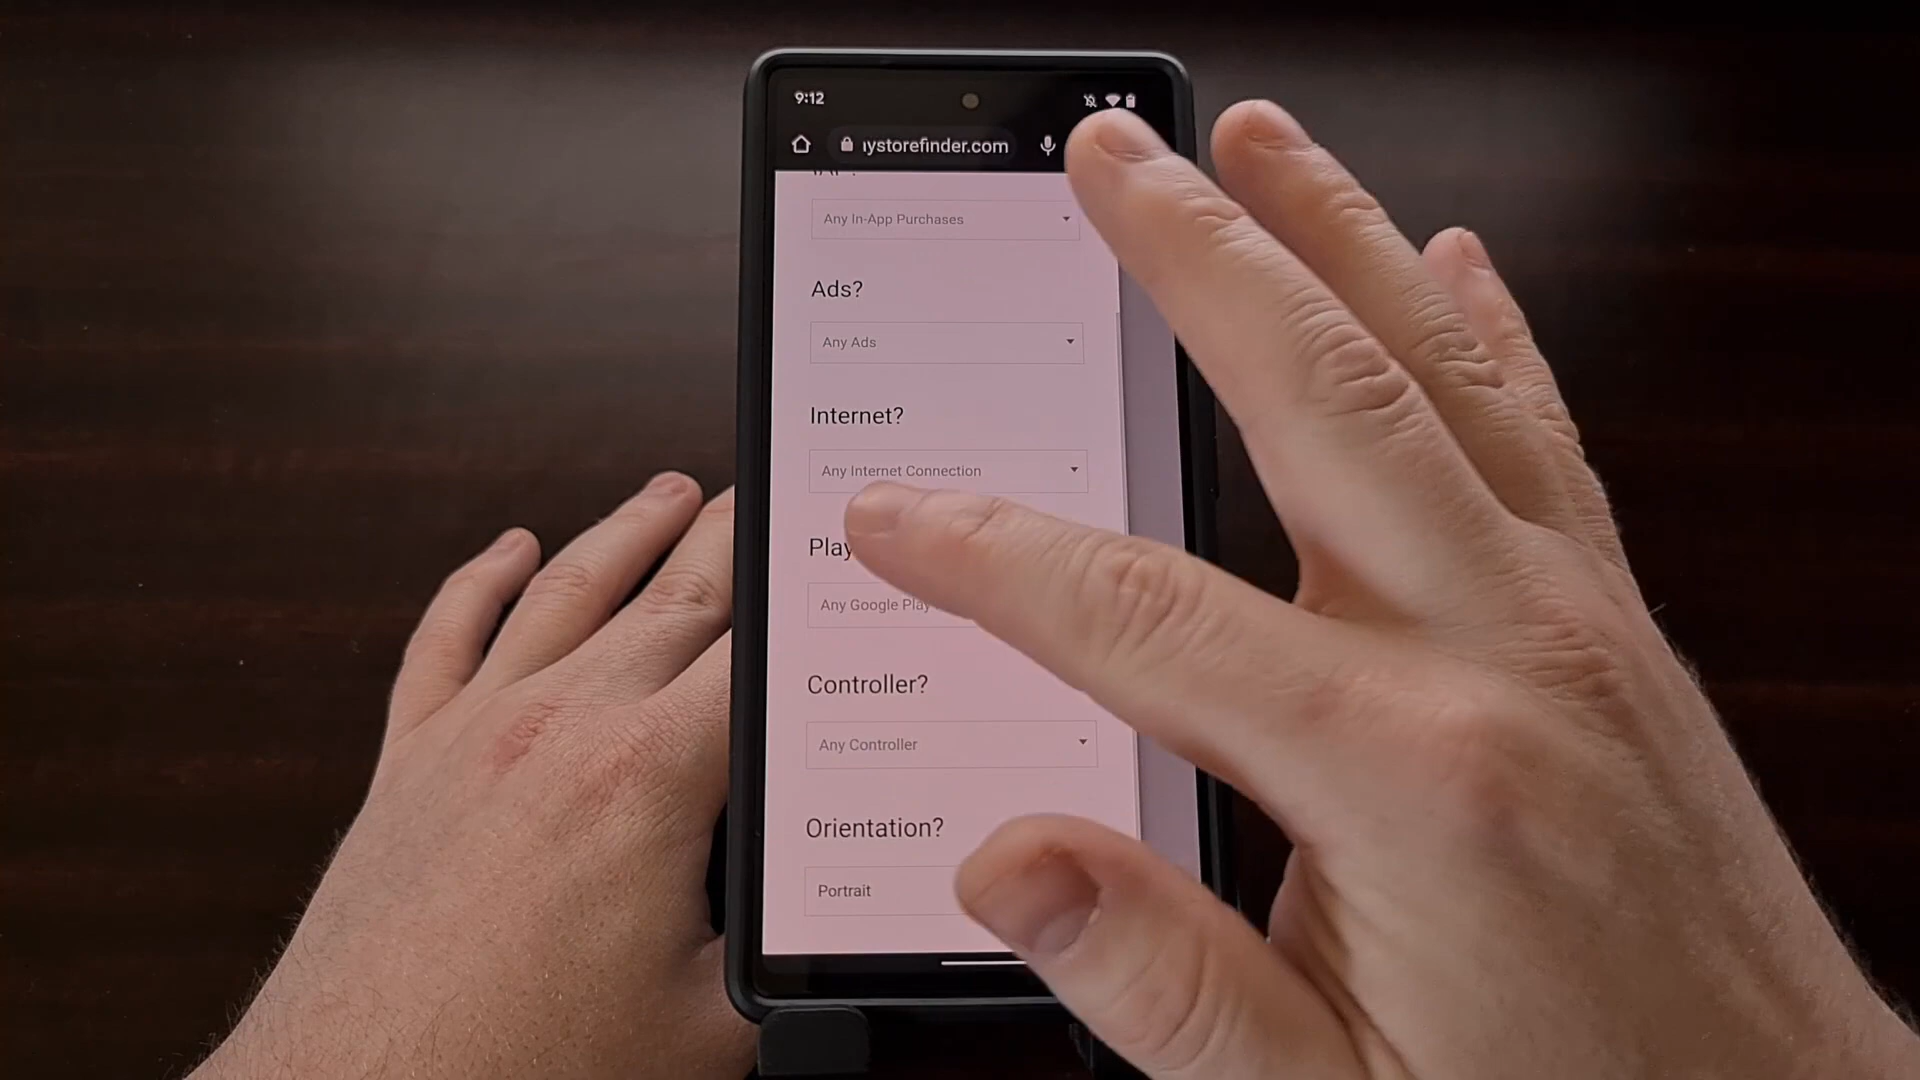 9:12
ystorefinder.com
Any In-App Purchases
Ads?
Any Ads
Internet?
Any Internet Connection
Play
Any Google Play
Controller?
Any Controller
Orientation?
Portrait